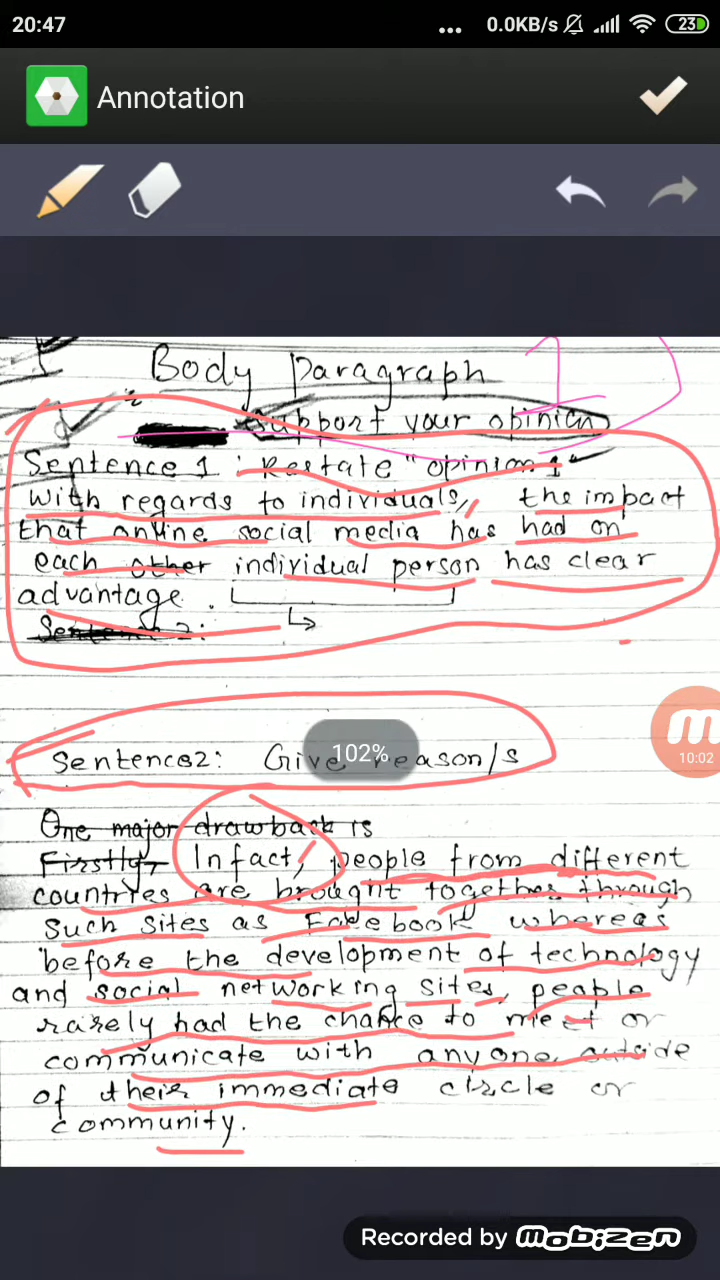 20:47 ... 0.0KB/s 23
Annotation
Body Paragraph 1
Support your opinion
Sentence 1 : Restate "opinion 1"
With regards to individuals, the impact
that online social media has had on
each other individual person has clear
advantage.
Sentence 2:
Sentence2: Give reason/s
102%
m
10:02
One major drawback is
Firstly, Infact, people from different
countries are brought together through
such sites as Facebook whereas
before the development of technology
and social networking sites, people
rarely had the chance to meet or
communicate with anyone outside
of their immediate circle or
community.
Recorded by mobizen